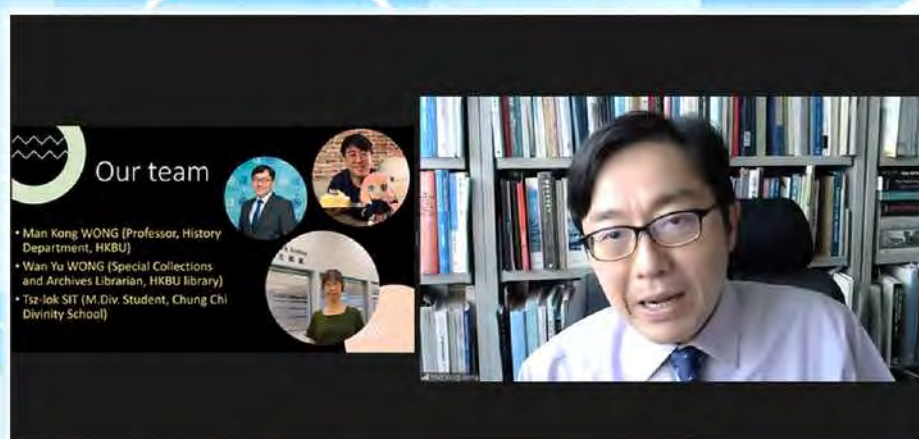 Our team
• Man Kong WONG (Professor, History
Department, HKBU)
• Wan Yu WONG (Special Collections
and Archives Librarian, HKBU library)
• Tsz-lok SIT (M.Div. Student, Chung Chi
Divinity School)